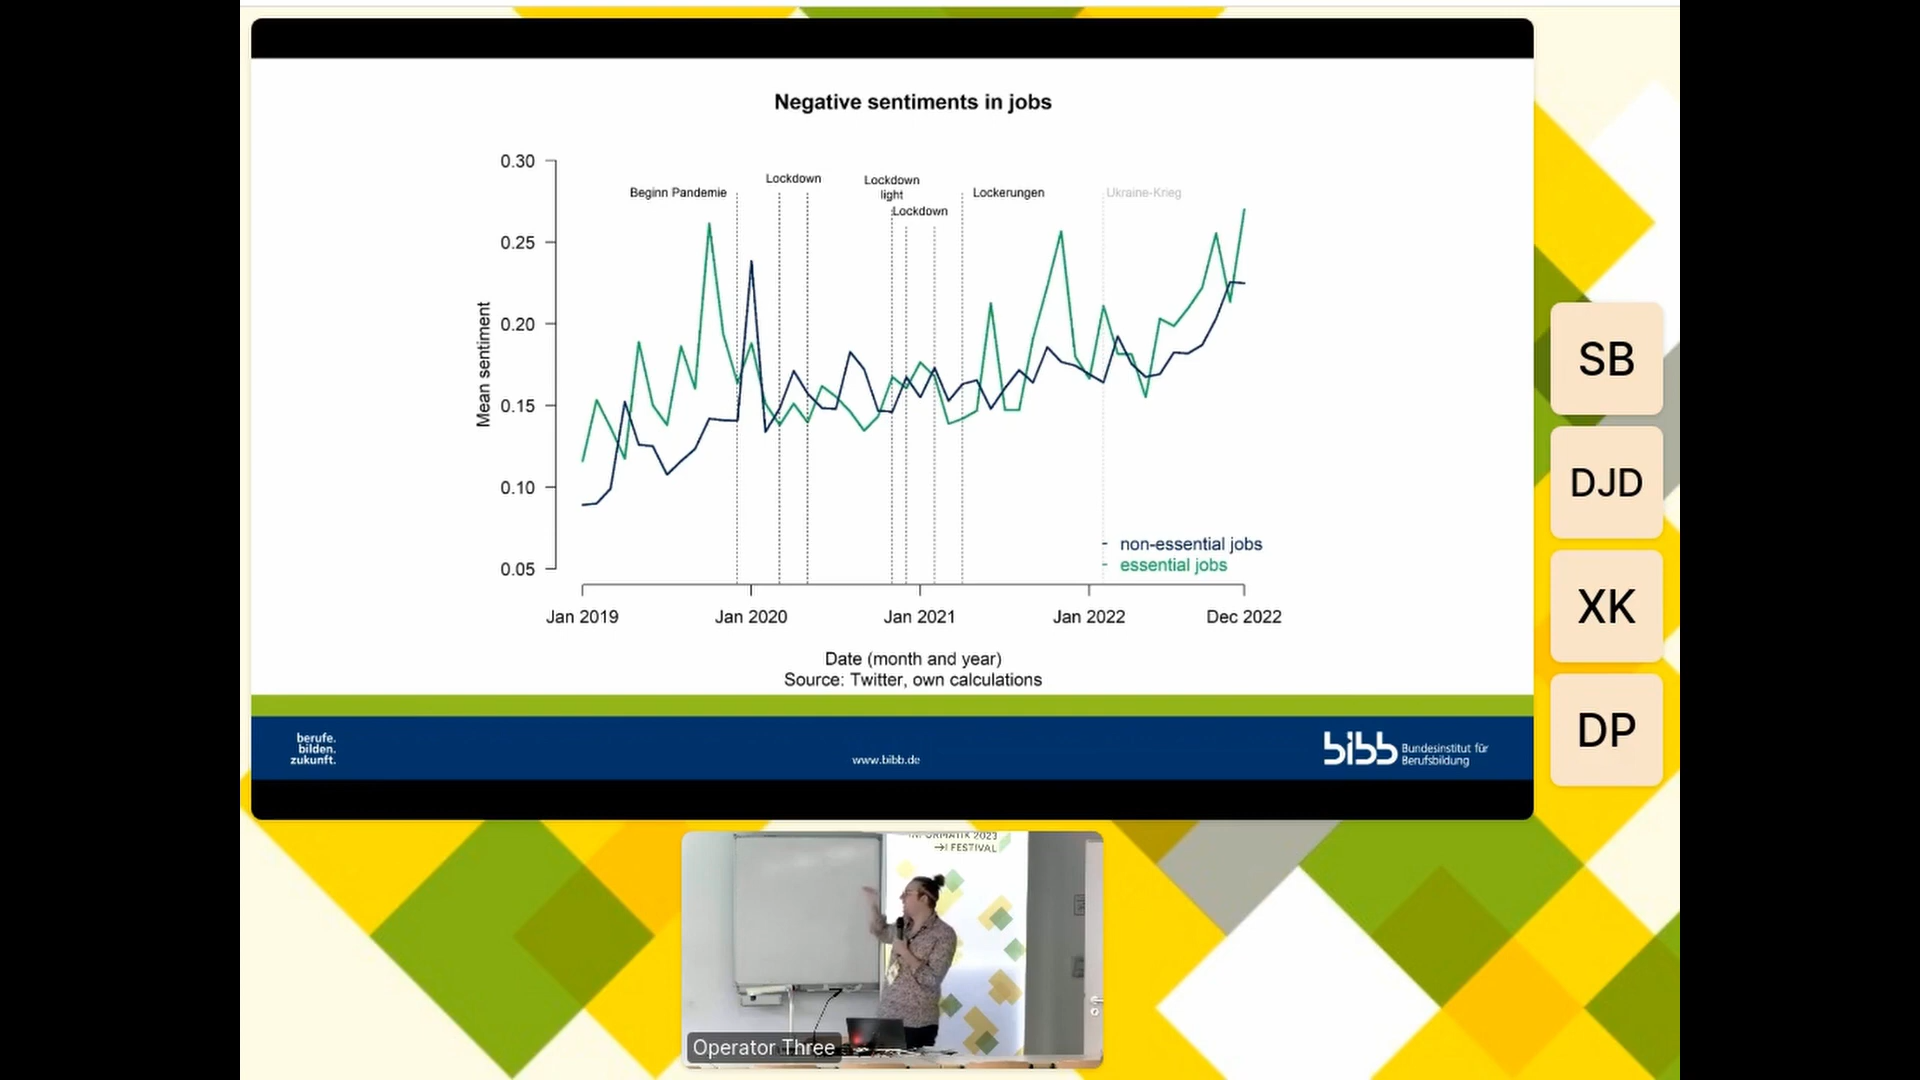 Negative sentiments in jobs
0.30
0.25
0.20
0.15
0.10
0.05
Mean sentiment
Beginn Pandemie
Lockdown
Lockdown
light
Lockdown
Lockerungen
Ukraine-Krieg
non-essential jobs
essential jobs
Jan 2019
Jan 2020
Jan 2021
Jan 2022
Dec 2022
Date (month and year)
Source: Twitter, own calculations
berufe.
bilden.
zukunft.
www.bibb.de
bibb
Bundesinstitut für
Berufsbildung
SB
DJD
XK
DP
INFORMATIK 2023
FESTIVAL
Operator Three